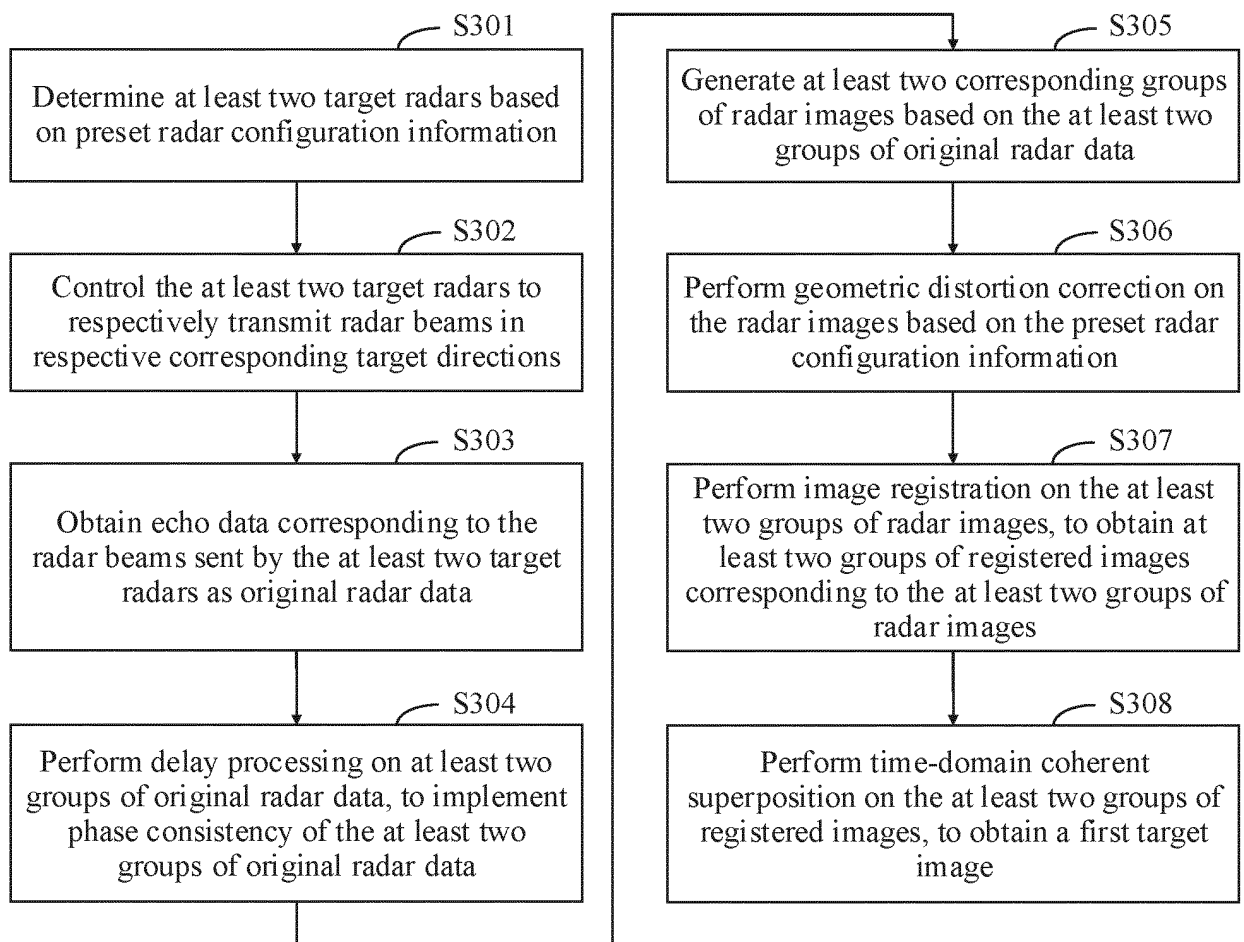 S301
Determine at least two target radars based
on preset radar configuration information
S302
Control the at least two target radars to
respectively transmit radar beams in
respective corresponding target directions
S303
Obtain echo data corresponding to the
radar beams sent by the at least two target
radars as original radar data
S304
Perform delay processing on at least two
groups of original radar data, to implement
phase consistency of the at least two
groups of original radar data
S305
Generate at least two corresponding groups
of radar images based on the at least two
groups of original radar data
S306
Perform geometric distortion correction on
the radar images based on the preset radar
configuration information
S307
Perform image registration on the at least
two groups of radar images, to obtain at
least two groups of registered images
corresponding to the at least two groups of
radar images
S308
Perform time-domain coherent
superposition on the at least two groups of
registered images, to obtain a first target
image